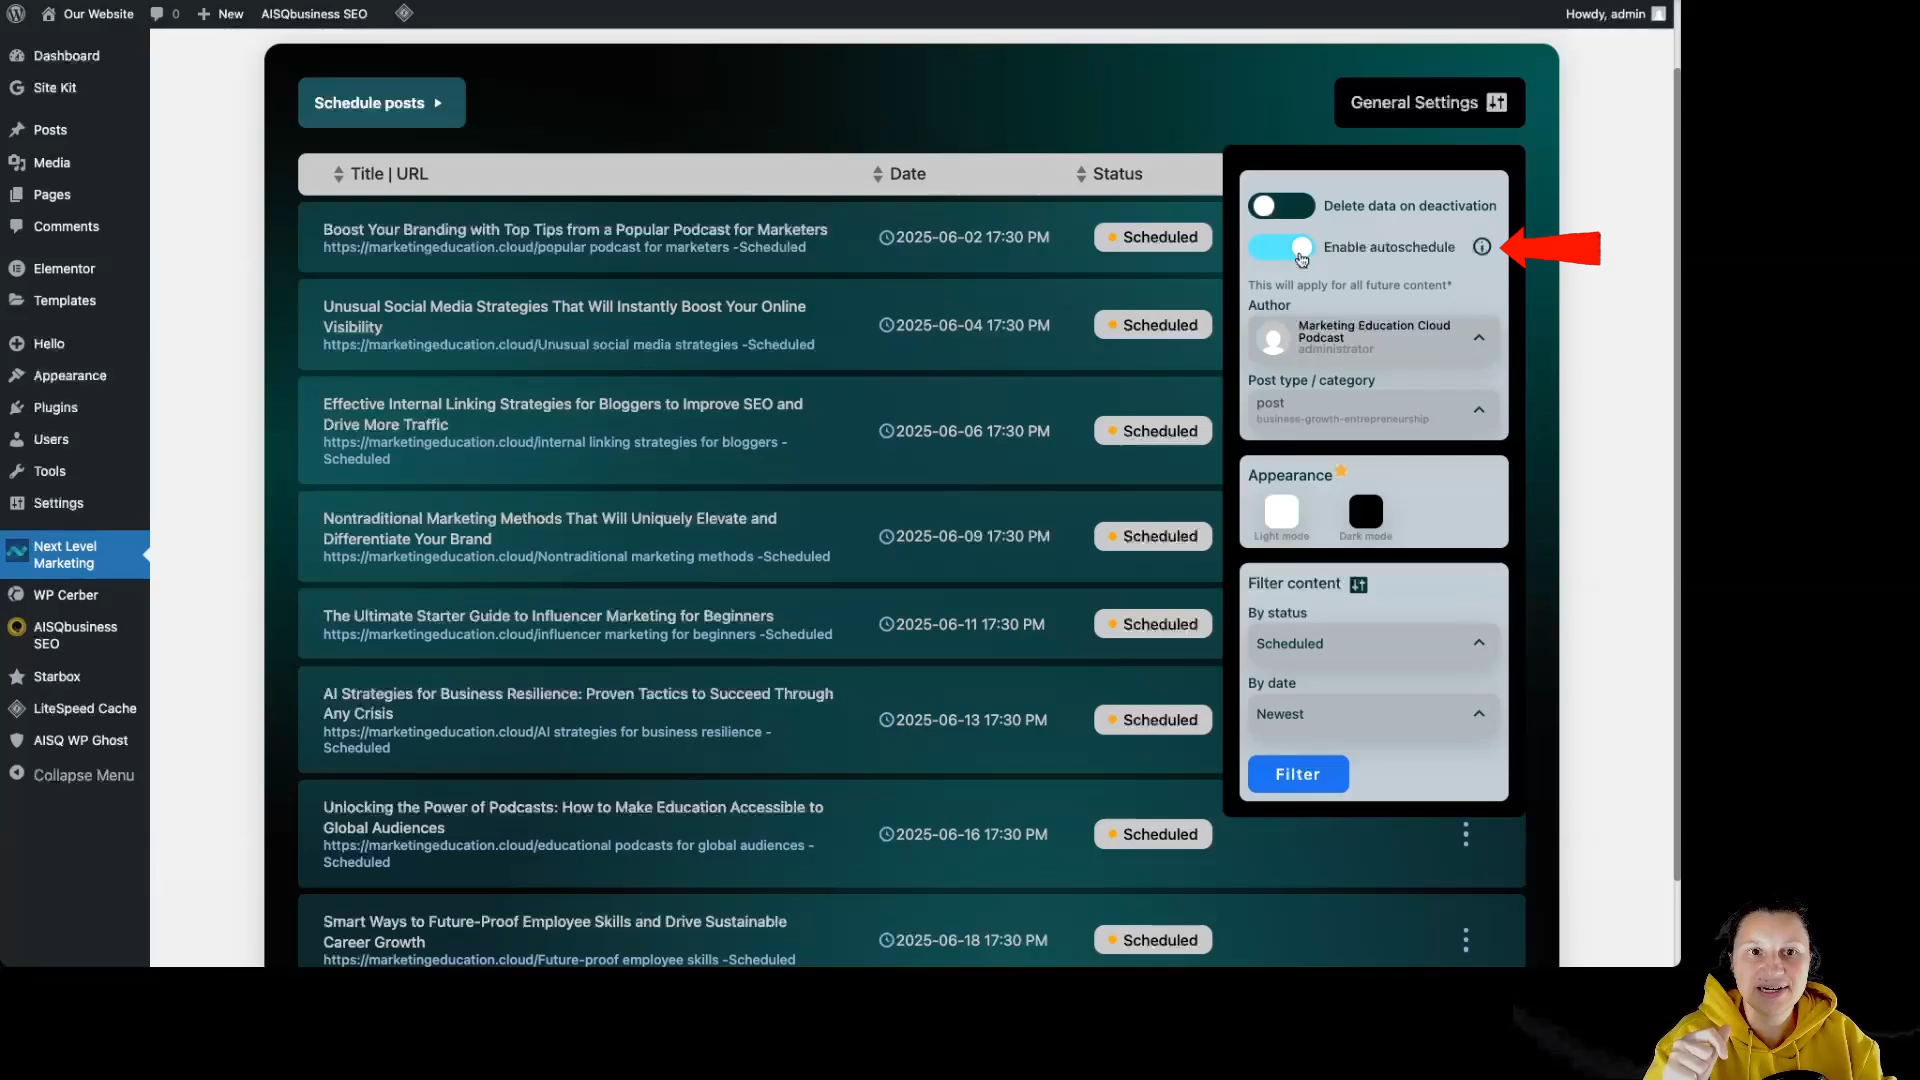 Our Website
0
New
AISQbusiness SEO
Howdy, admin
Dashboard
Site Kit
Posts
Media
Pages
Comments
Elementor
Templates
Hello
Appearance
Plugins
Users
Tools
Settings
Next Level
Marketing
WP Cerber
AISQbusiness
SEO
Starbox
LiteSpeed Cache
AISQ WP Ghost
Collapse Menu
Schedule posts
General Settings
Title | URL
Date
Status
Boost Your Branding with Top Tips from a Popular Podcast for Marketers
https://marketingeducation.cloud/popular podcast for marketers -Scheduled
2025-06-02 17:30 PM
Scheduled
Unusual Social Media Strategies That Will Instantly Boost Your Online
Visibility
https://marketingeducation.cloud/Unusual social media strategies -Scheduled
2025-06-04 17:30 PM
Scheduled
Effective Internal Linking Strategies for Bloggers to Improve SEO and
Drive More Traffic
https://marketingeducation.cloud/internal linking strategies for bloggers -
Scheduled
2025-06-06 17:30 PM
Scheduled
Nontraditional Marketing Methods That Will Uniquely Elevate and
Differentiate Your Brand
https://marketingeducation.cloud/Nontraditional marketing methods -Scheduled
2025-06-09 17:30 PM
Scheduled
The Ultimate Starter Guide to Influencer Marketing for Beginners
https://marketingeducation.cloud/influencer marketing for beginners -Scheduled
2025-06-11 17:30 PM
Scheduled
AI Strategies for Business Resilience: Proven Tactics to Succeed Through
Any Crisis
https://marketingeducation.cloud/AI strategies for business resilience -
Scheduled
2025-06-13 17:30 PM
Scheduled
Unlocking the Power of Podcasts: How to Make Education Accessible to
Global Audiences
https://marketingeducation.cloud/educational podcasts for global audiences -
Scheduled
2025-06-16 17:30 PM
Scheduled
Smart Ways to Future-Proof Employee Skills and Drive Sustainable
Career Growth
https://marketingeducation.cloud/Future-proof employee skills -Scheduled
2025-06-18 17:30 PM
Scheduled
Delete data on deactivation
Enable autoschedule
This will apply for all future content*
Author
Marketing Education Cloud
Podcast
administrator
Post type / category
post
business-growth-entrepreneurship
Appearance
Light mode
Dark mode
Filter content
By status
Scheduled
By date
Newest
Filter